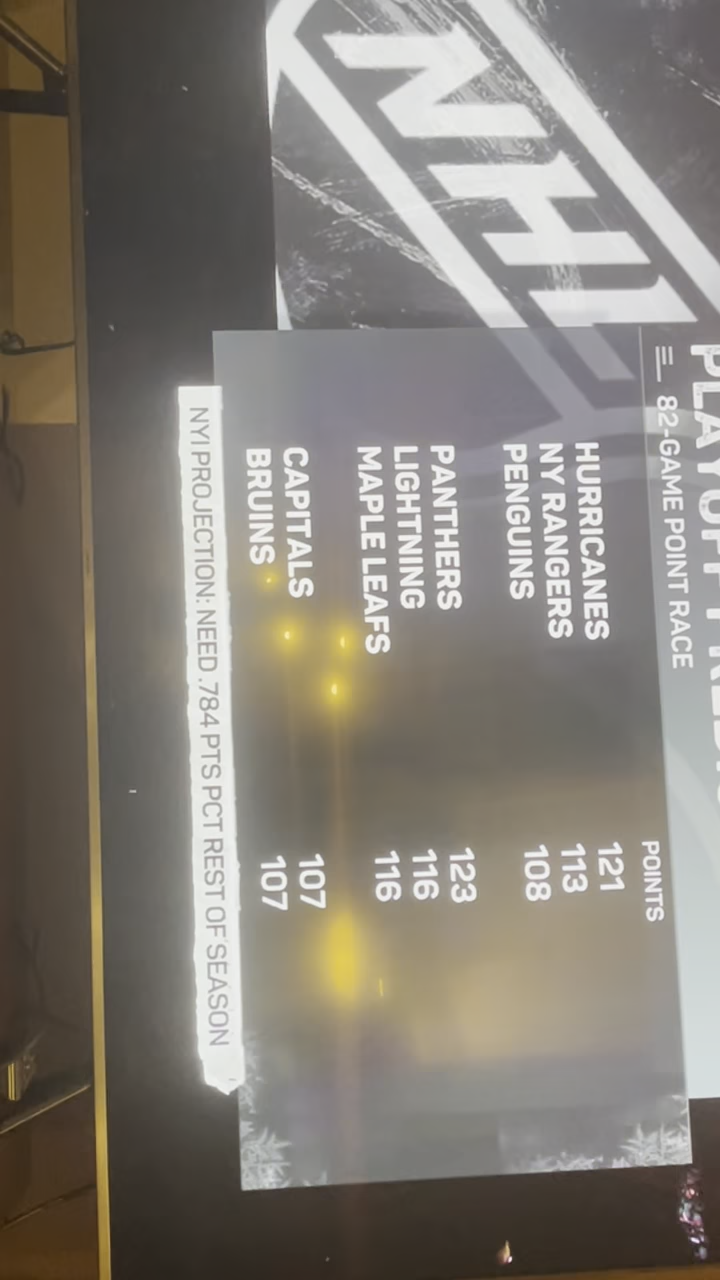 NHL
PLAYOFF
82-GAME POINT RACE
POINTS
HURRICANES 121
NY RANGERS 113
PENGUINS 108
PANTHERS 123
LIGHTNING 116
MAPLE LEAFS 116
CAPITALS 107
BRUINS 107
NYI PROJECTION: NEED .784 PTS PCT REST OF SEASON